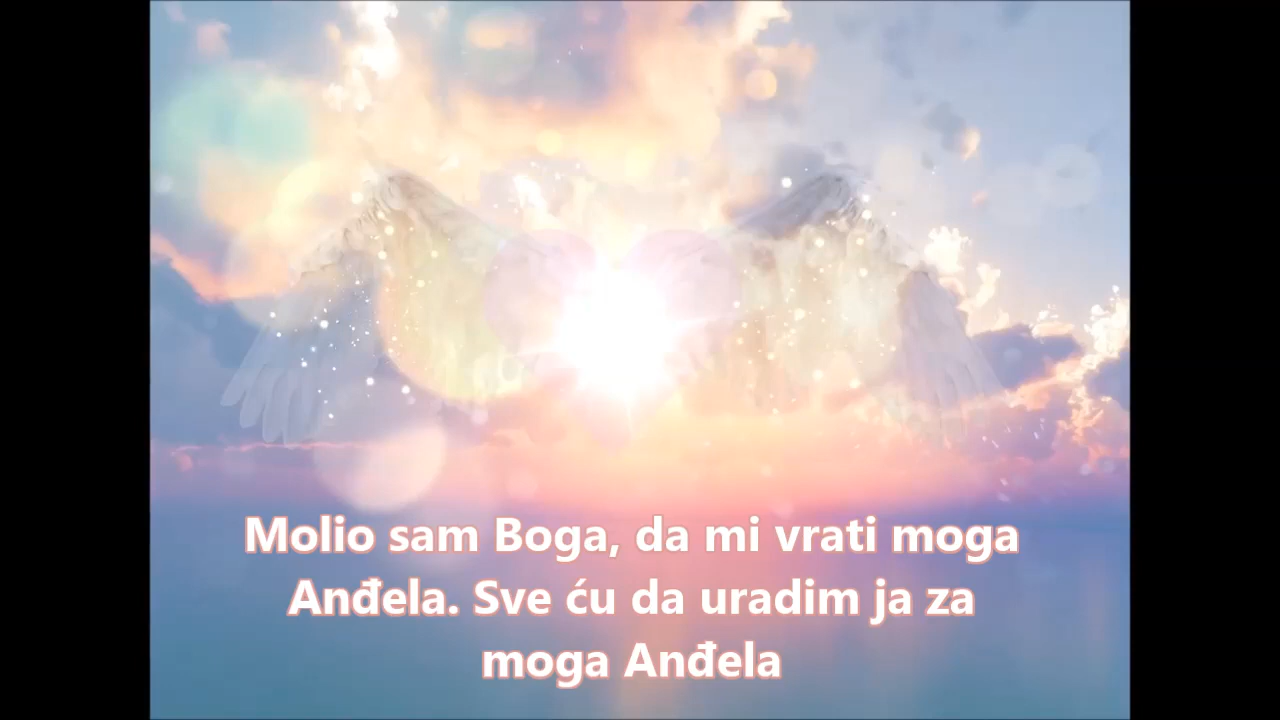 Molio sam Boga, da mi vrati moga
Anđela. Sve ću da uradim ja za
moga Anđela